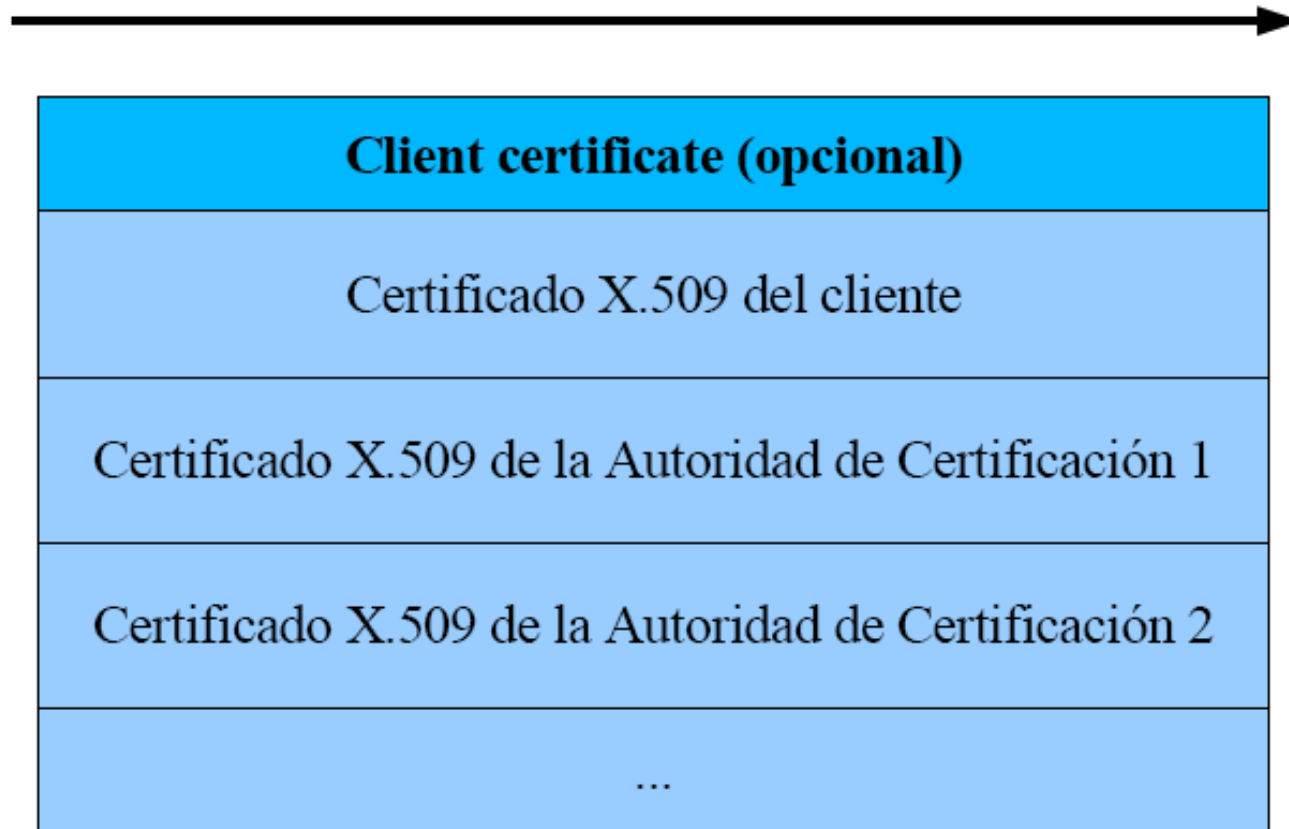 Client certificate (opcional)
Certificado X.509 del cliente
Certificado X.509 de la Autoridad de Certificación 1
Certificado X.509 de la Autoridad de Certificación 2
...